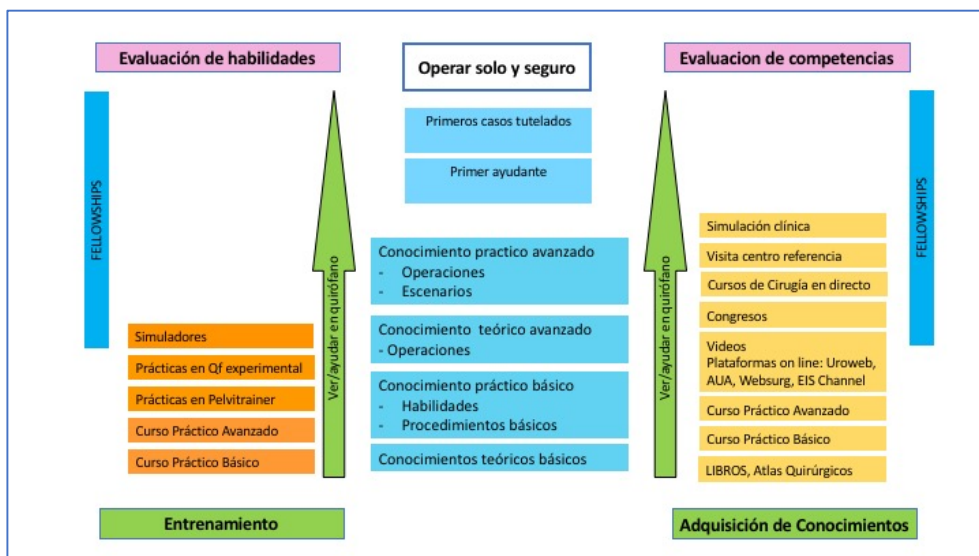 Evaluación de habilidades
Operar solo y seguro
Evaluacion de competencias
FELLOWSHIPS
Ver/ayudar en quirófano
Primeros casos tutelados
Primer ayudante
Conocimiento practico avanzado
- Operaciones
- Escenarios
Conocimiento teórico avanzado
- Operaciones
Conocimiento práctico básico
- Habilidades
- Procedimientos básicos
Conocimientos teóricos básicos
Simuladores
Prácticas en Qf experimental
Prácticas en Pelvitrainer
Curso Práctico Avanzado
Curso Práctico Básico
Entrenamiento
Ver/ayudar en quirófano
FELLOWSHIPS
Simulación clínica
Visita centro referencia
Cursos de Cirugía en directo
Congresos
Videos
Plataformas on line: Uroweb,
AUA, Websurg, EIS Channel
Curso Práctico Avanzado
Curso Práctico Básico
LIBROS, Atlas Quirúrgicos
Adquisición de Conocimientos